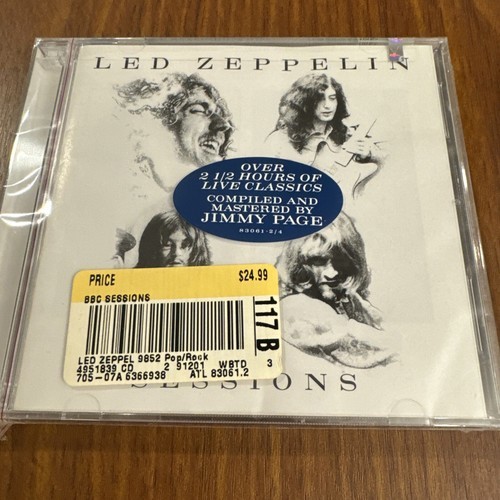 LED ZEPPELIN
OVER
2 1/2 HOURS OF
LIVE CLASSICS
COMPILED AND
MASTERED BY
JIMMY PAGE
83061-2/4
PRICE $24.99
BBC SESSIONS
117 B
3
LED ZEPPEL 9852 Pop/Rock
4951839 CD 2 91201 WBTD
705-07A 6366938 ATL 83061.2
SESSIONS